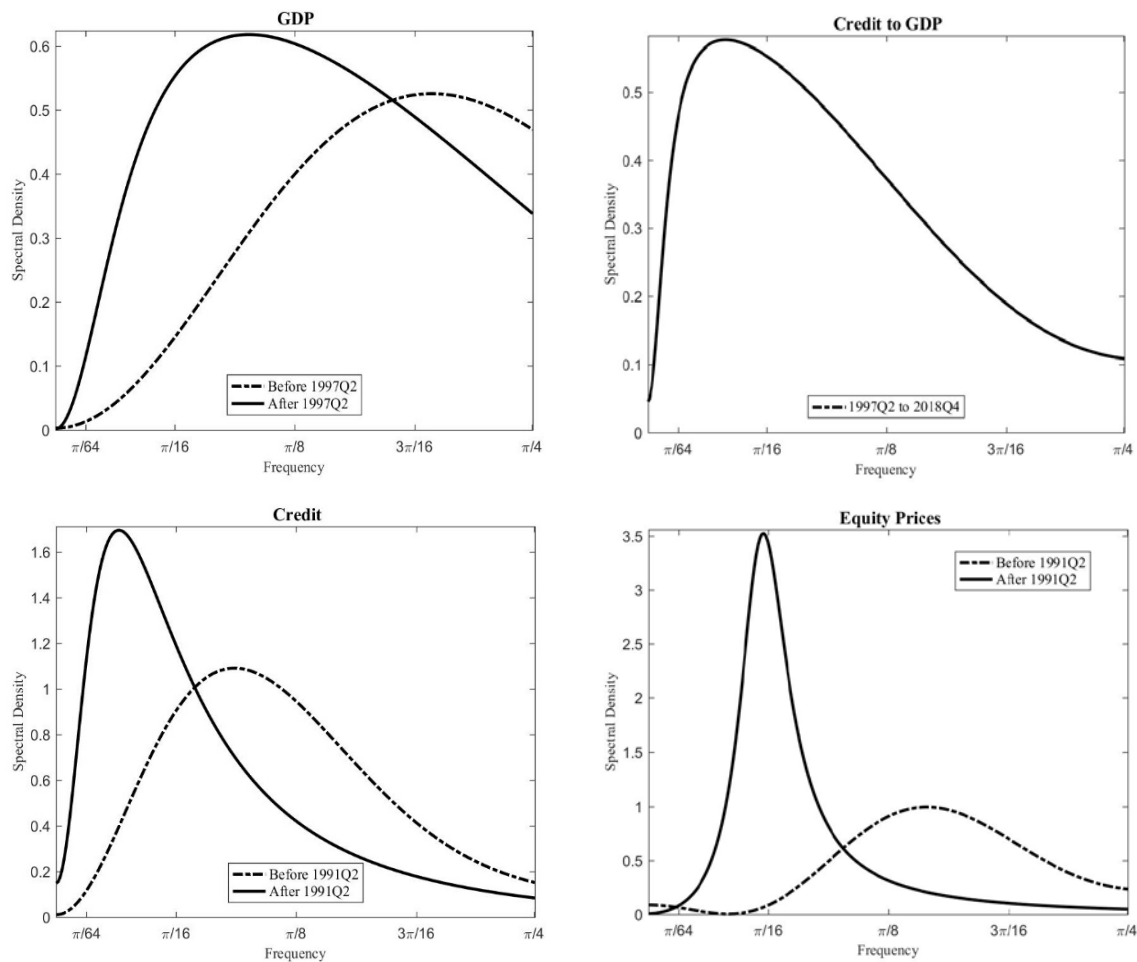 GDP
0.6
0.5
0.4
0.3
0.2
0.1
0
Spectral Density
Before 1997Q2
After 1997Q2
π/64 π/16 π/8 3π/16 π/4
Frequency
Credit to GDP
0.5
0.4
0.3
0.2
0.1
0
Spectral Density
1997Q2 to 2018Q4
π/64 π/16 π/8 3π/16 π/4
Frequency
Credit
1.6
1.4
1.2
1
0.8
0.6
0.4
0.2
0
Spectral Density
Before 1991Q2
After 1991Q2
π/64 π/16 π/8 3π/16 π/4
Frequency
Equity Prices
3.5
3
2.5
2
1.5
1
0.5
0
Spectral Density
Before 1991Q2
After 1991Q2
π/64 π/16 π/8 3π/16 π/4
Frequency